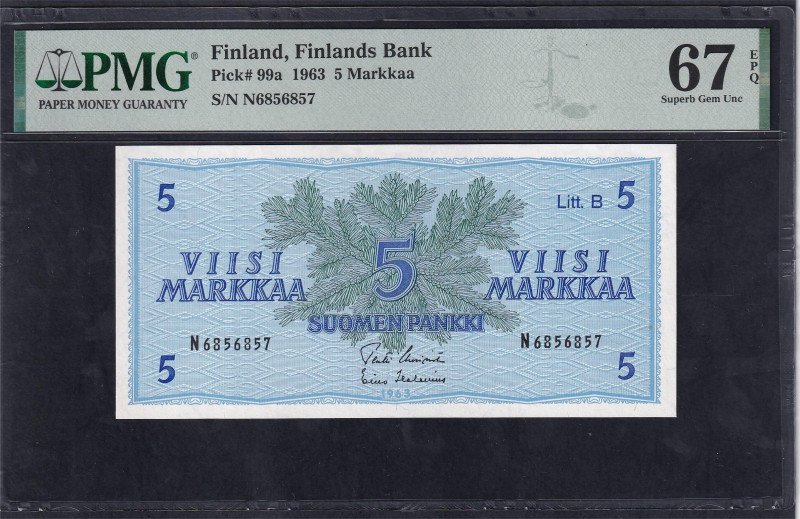 PMG
PAPER MONEY GUARANTY
Finland, Finlands Bank
Pick# 99a 1963 5 Markkaa
S/N N6856857
67 EPQ
Superb Gem Unc
5
Litt. B 5
VIISI MARKKAA
5
VIISI MARKKAA
SUOMEN PANKKI
N6856857
N6856857
5
5
1963